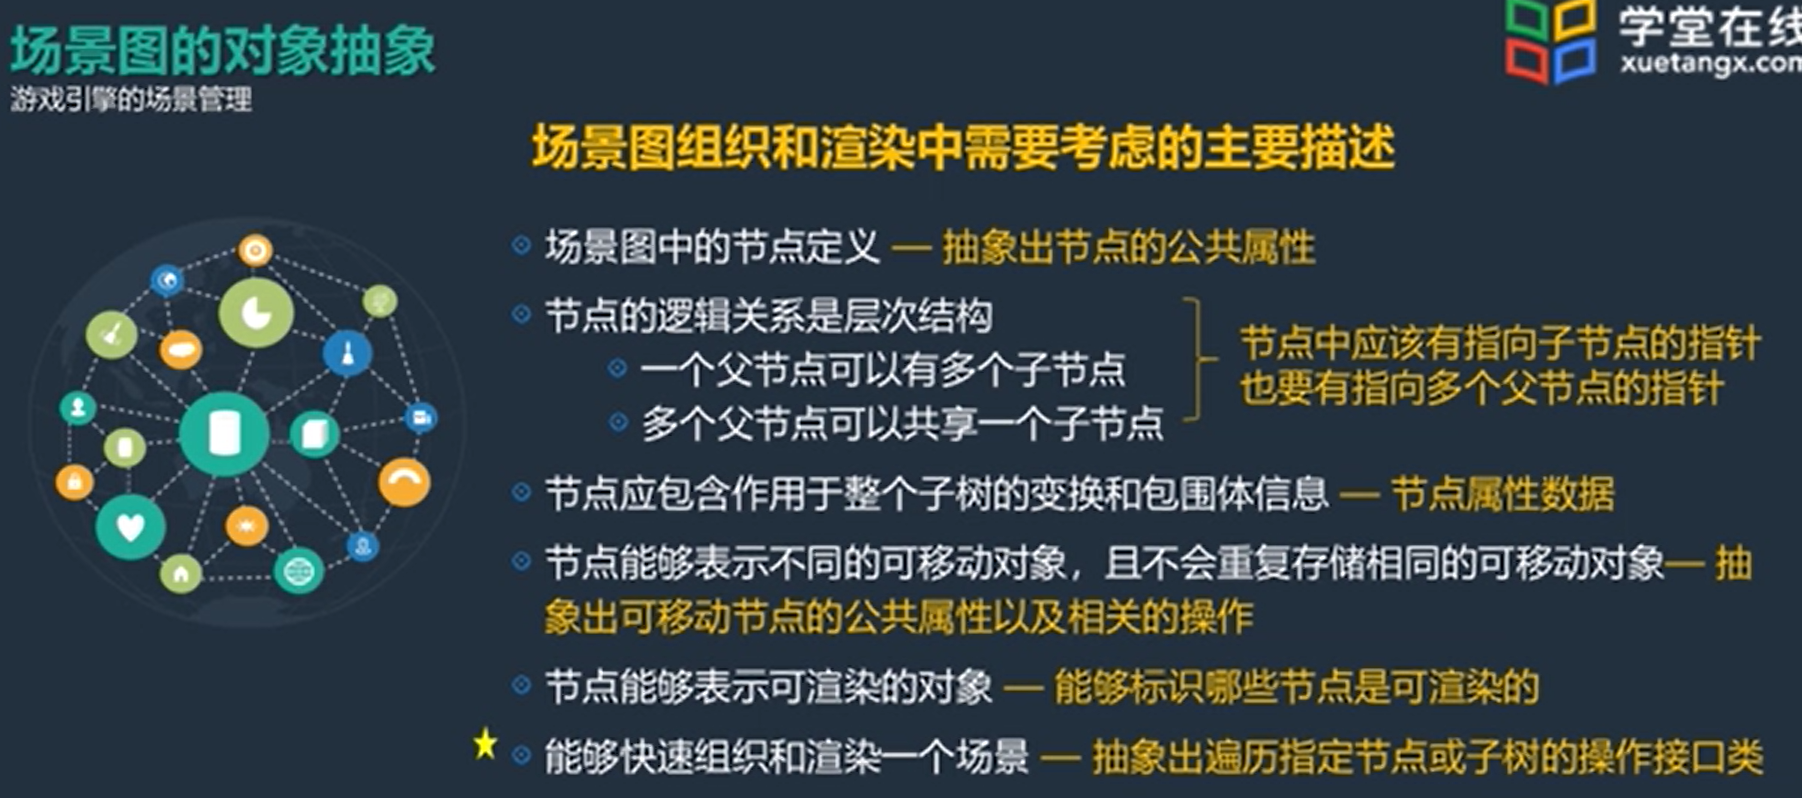 场景图的对象抽象
游戏引擎的场景管理
学堂在线
xuetangx.com
场景图组织和渲染中需要考虑的主要描述
场景图中的节点定义 — 抽象出节点的公共属性
节点的逻辑关系是层次结构
一个父节点可以有多个子节点
多个父节点可以共享一个子节点
节点中应该有指向子节点的指针
也要有指向多个父节点的指针
节点应包含作用于整个子树的变换和包围体信息 — 节点属性数据
节点能够表示不同的可移动对象，且不会重复存储相同的可移动对象— 抽
象出可移动节点的公共属性以及相关的操作
节点能够表示可渲染的对象 — 能够标识哪些节点是可渲染的
能够快速组织和渲染一个场景 — 抽象出遍历指定节点或子树的操作接口类